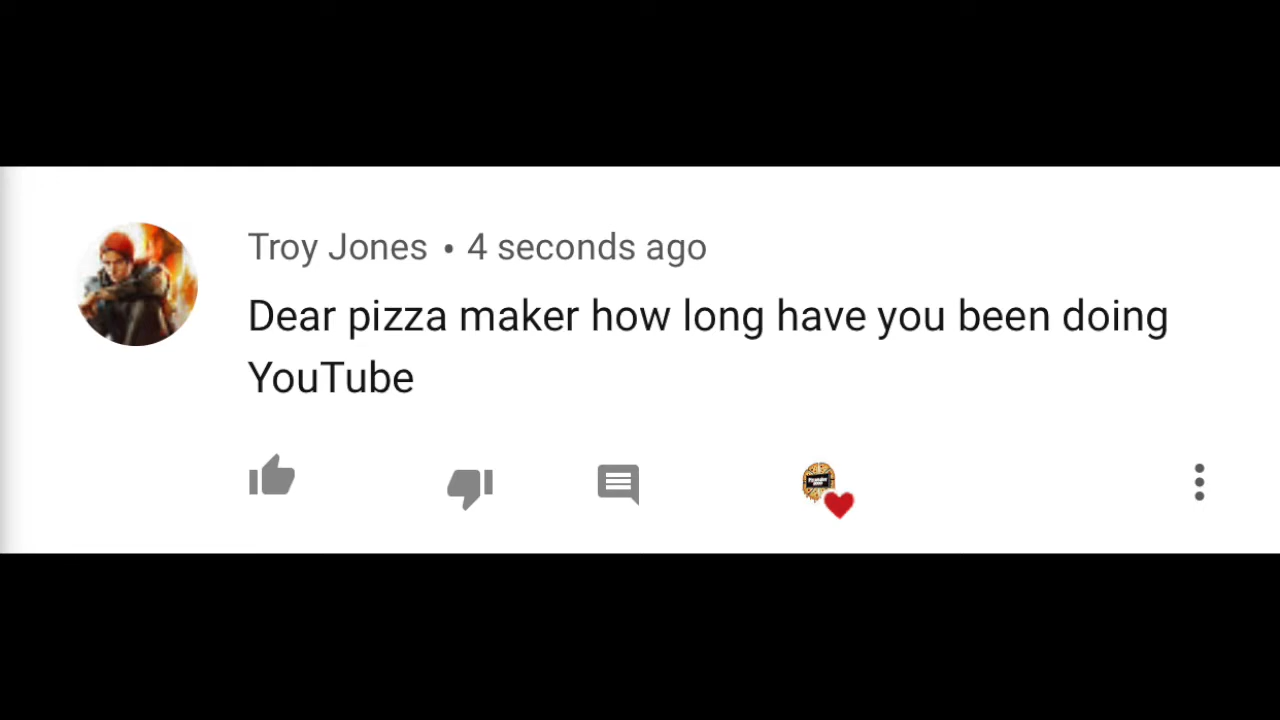 Troy Jones • 4 seconds ago
Dear pizza maker how long have you been doing
YouTube